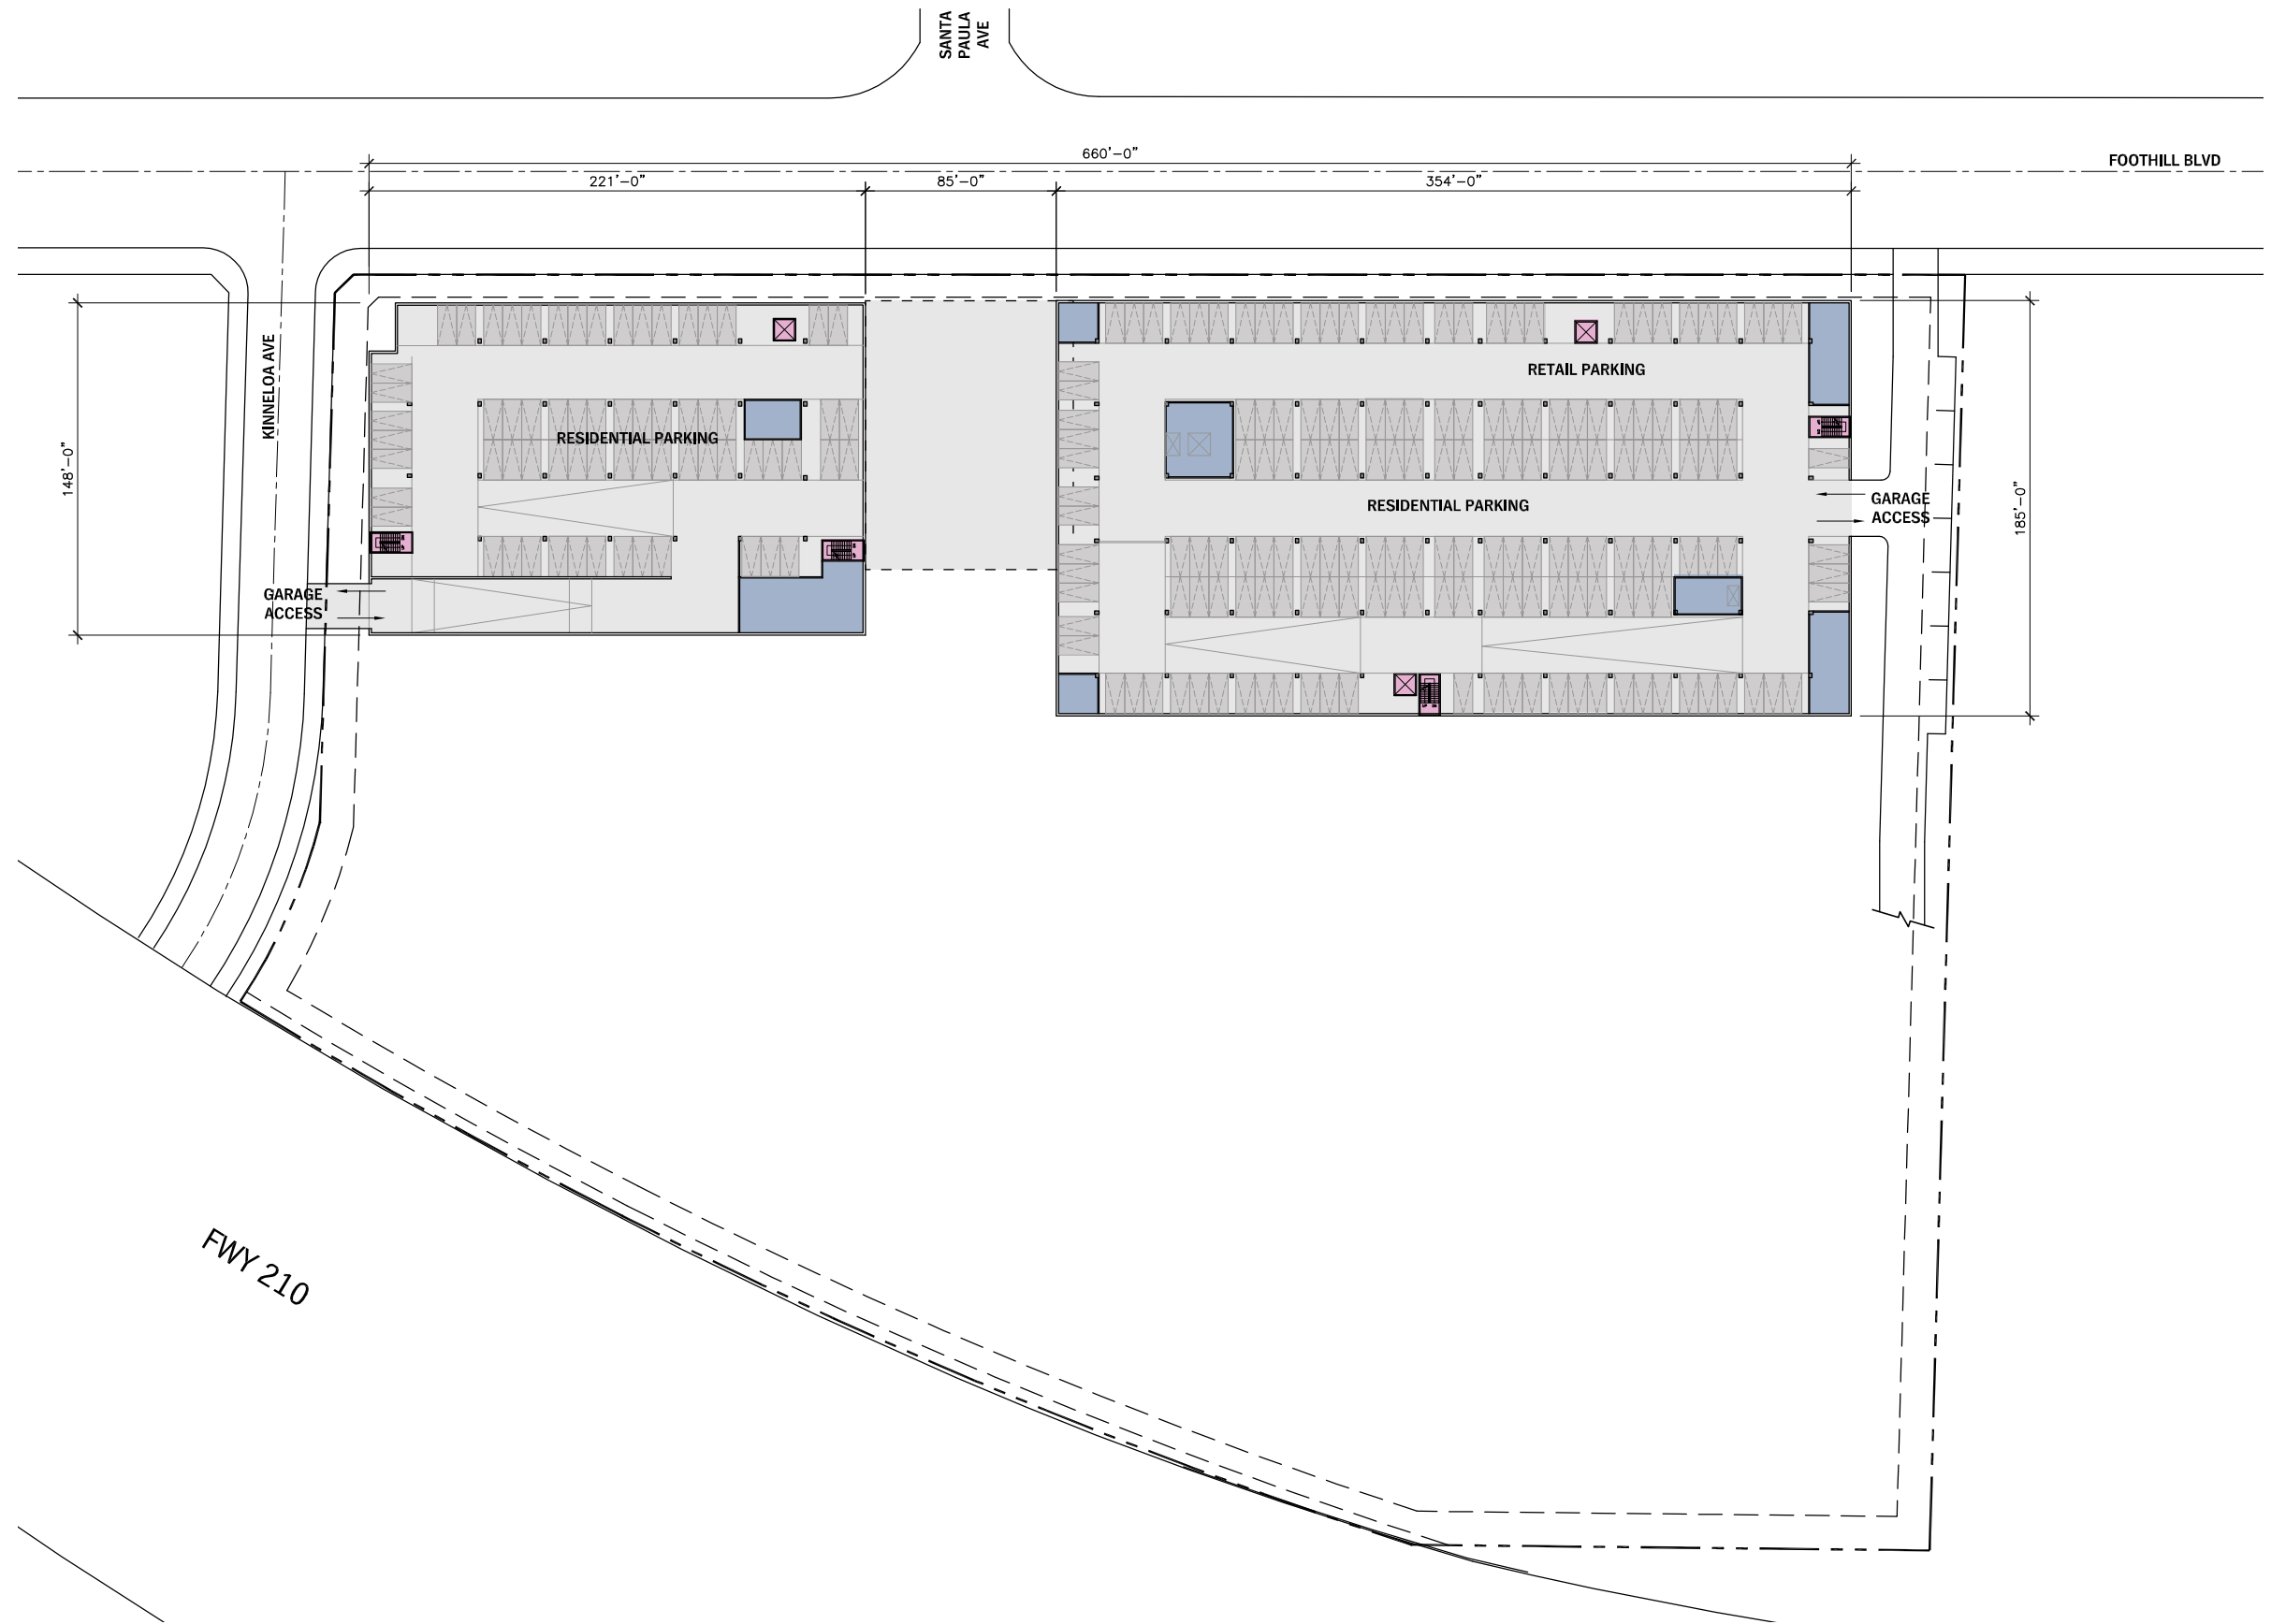 SANTA
PAULA
AVE
660'-0"
FOOTHILL BLVD
221'-0"
85'-0"
354'-0"
KINNELOA AVE
148'-0"
RETAIL PARKING
RESIDENTIAL PARKING
RESIDENTIAL PARKING
GARAGE
ACCESS
185'-0"
GARAGE
ACCESS
FWY 210